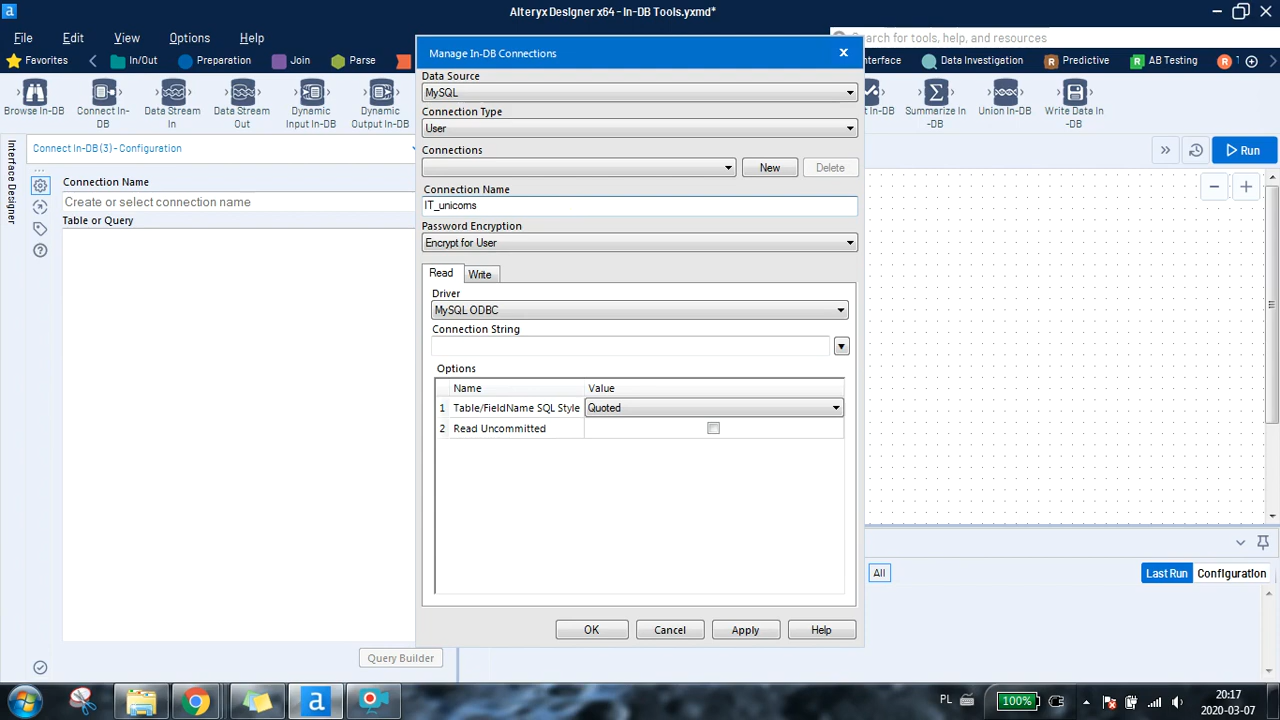 Alteryx Designer x64 - In-DB Tools.yxmd*
File Edit View Options Help
Search for tools, help, and resources
Favorites In/Out Preparation Join Parse
Interface Data Investigation Predictive AB Testing
Browse In-DB
Connect In-DB
Data Stream In
Data Stream Out
Dynamic Input In-DB
Dynamic Output In-DB
Summarize In-DB
Union In-DB
Write Data In-DB
Connect In-DB (3) - Configuration
Run
Interface Designer
Connection Name
Create or select connection name
Table or Query
Query Builder
Manage In-DB Connections
Data Source
MySQL
Connection Type
User
Connections
New Delete
Connection Name
IT_unicorns
Password Encryption
Encrypt for User
Read Write
Driver
MySQL ODBC
Connection String
Options
Name Value
1 Table/FieldName SQL Style Quoted
2 Read Uncommitted
OK Cancel Apply Help
All Last Run Configuration
PL 100% 20:17
2020-03-07